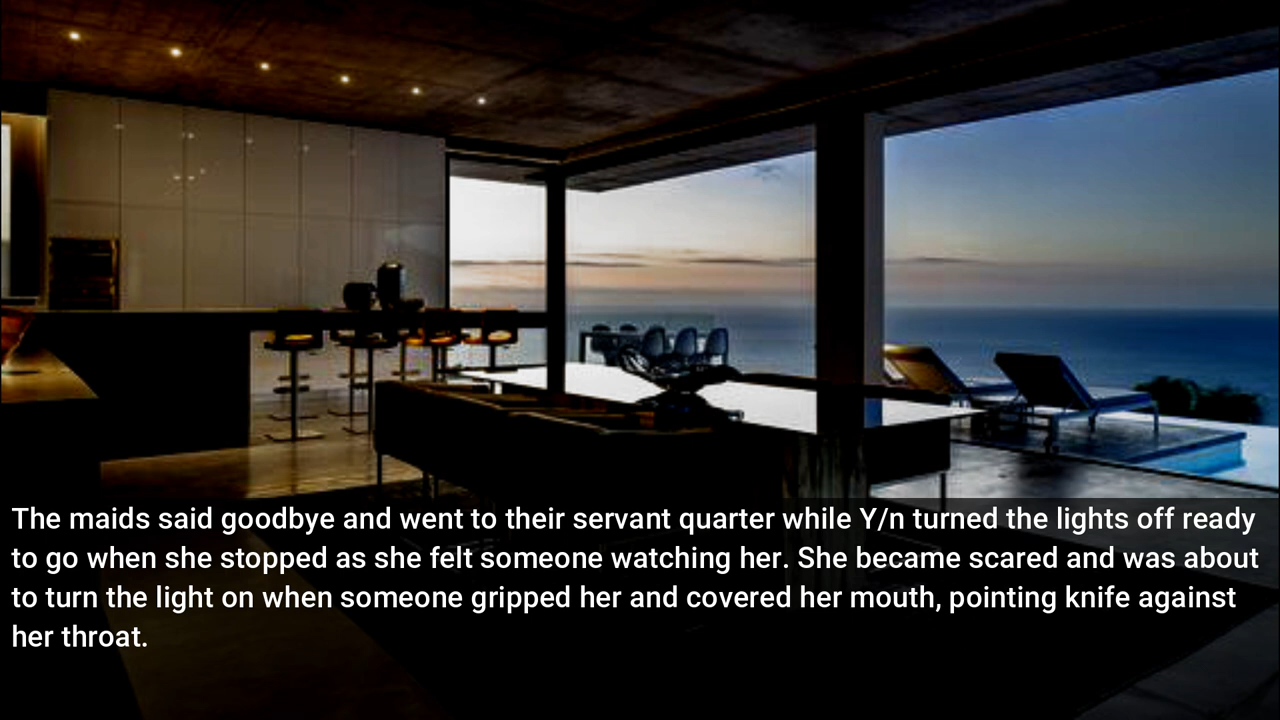 The maids said goodbye and went to their servant quarter while Y/n turned the lights off ready
to go when she stopped as she felt someone watching her. She became scared and was about
to turn the light on when someone gripped her and covered her mouth, pointing knife against
her throat.